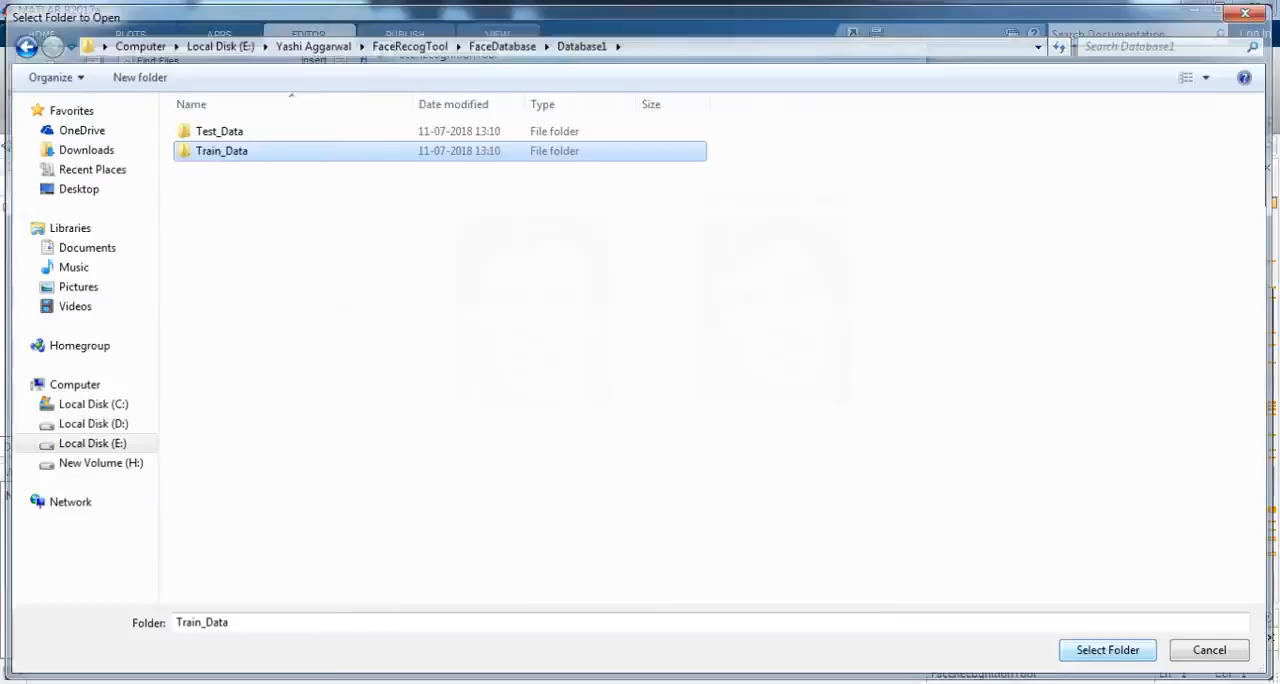 Select Folder to Open
Computer Local Disk (E:) Yashi Aggarwal FaceRecogTool FaceDatabase Database1
Search Database1
Organize New folder
Favorites
OneDrive
Downloads
Recent Places
Desktop
Libraries
Documents
Music
Pictures
Videos
Homegroup
Computer
Local Disk (C:)
Local Disk (D:)
Local Disk (E:)
New Volume (H:)
Network
Name Date modified Type Size
Test_Data 11-07-2018 13:10 File folder
Train_Data 11-07-2018 13:10 File folder
Folder: Train_Data
Select Folder Cancel